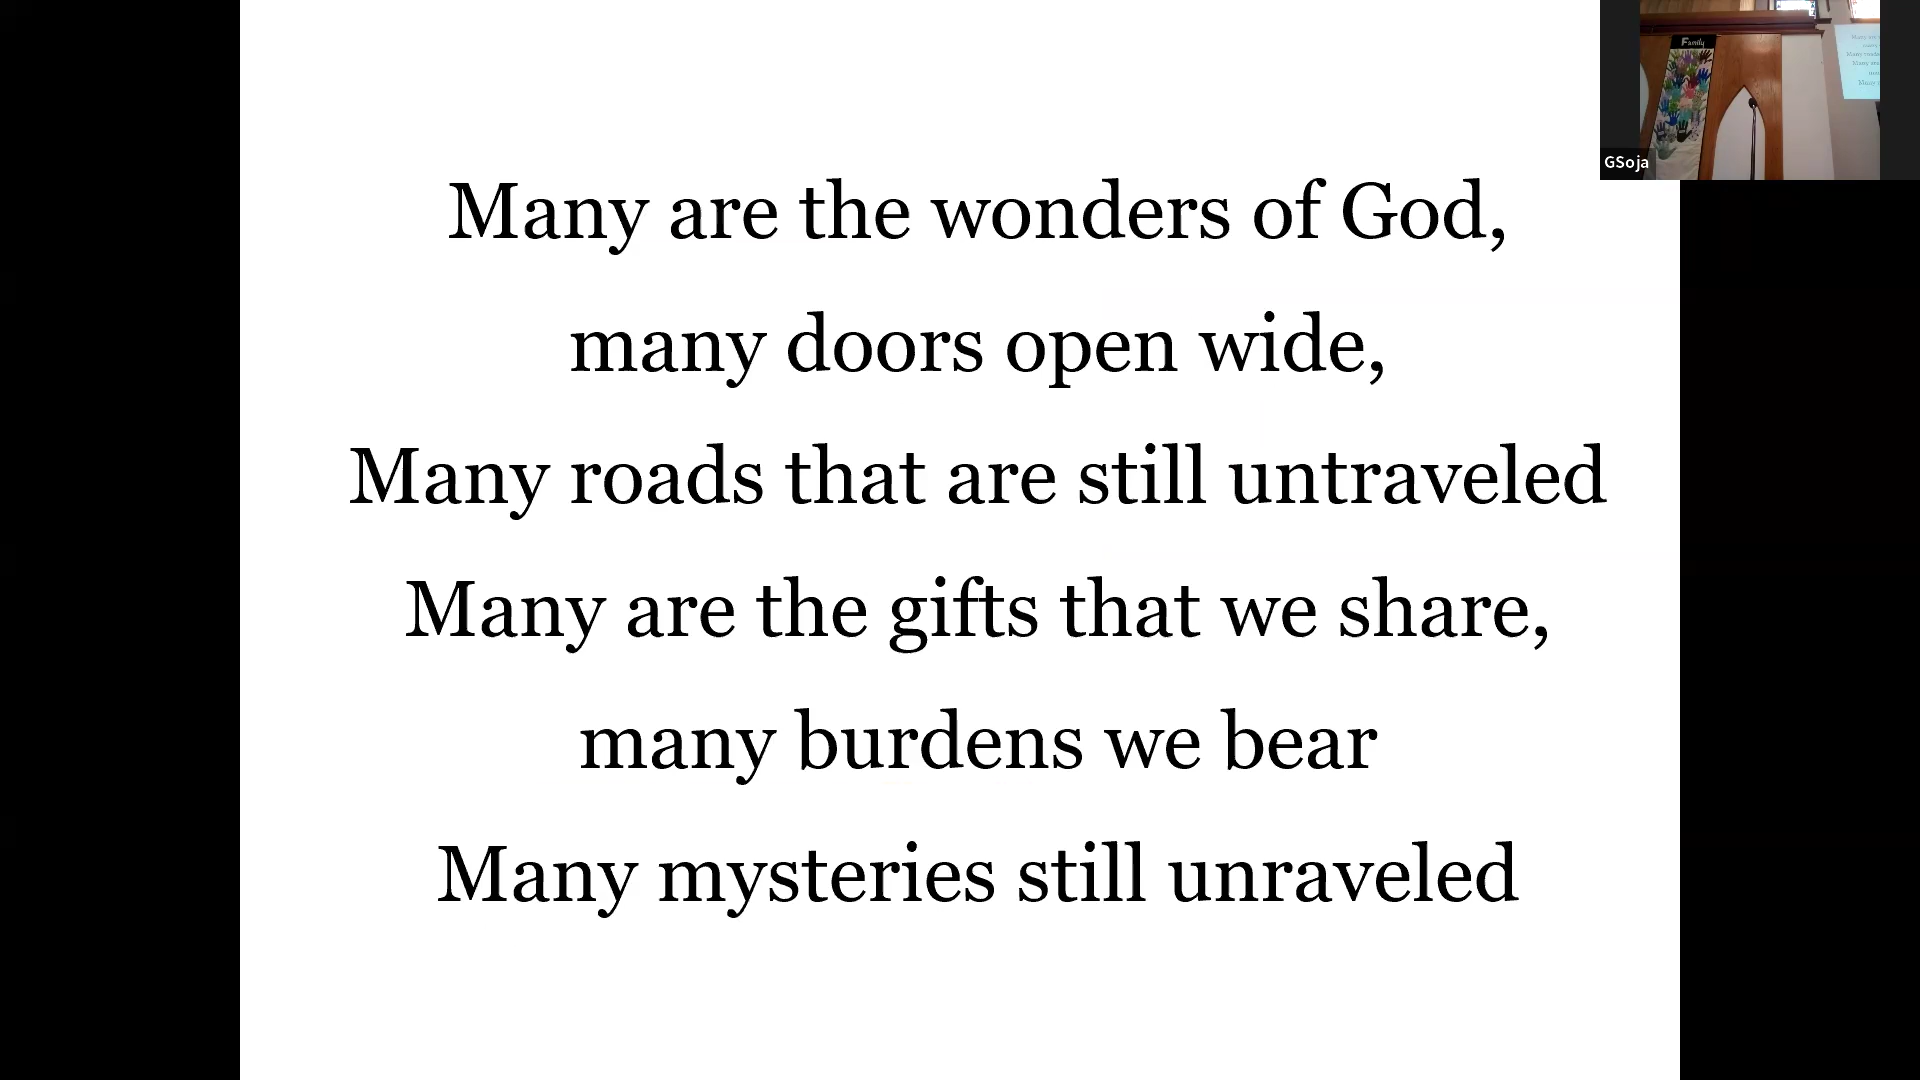 Many are the wonders of God,
many doors open wide,
Many roads that are still untraveled
Many are the gifts that we share,
many burdens we bear
Many mysteries still unraveled
GSoja
Family